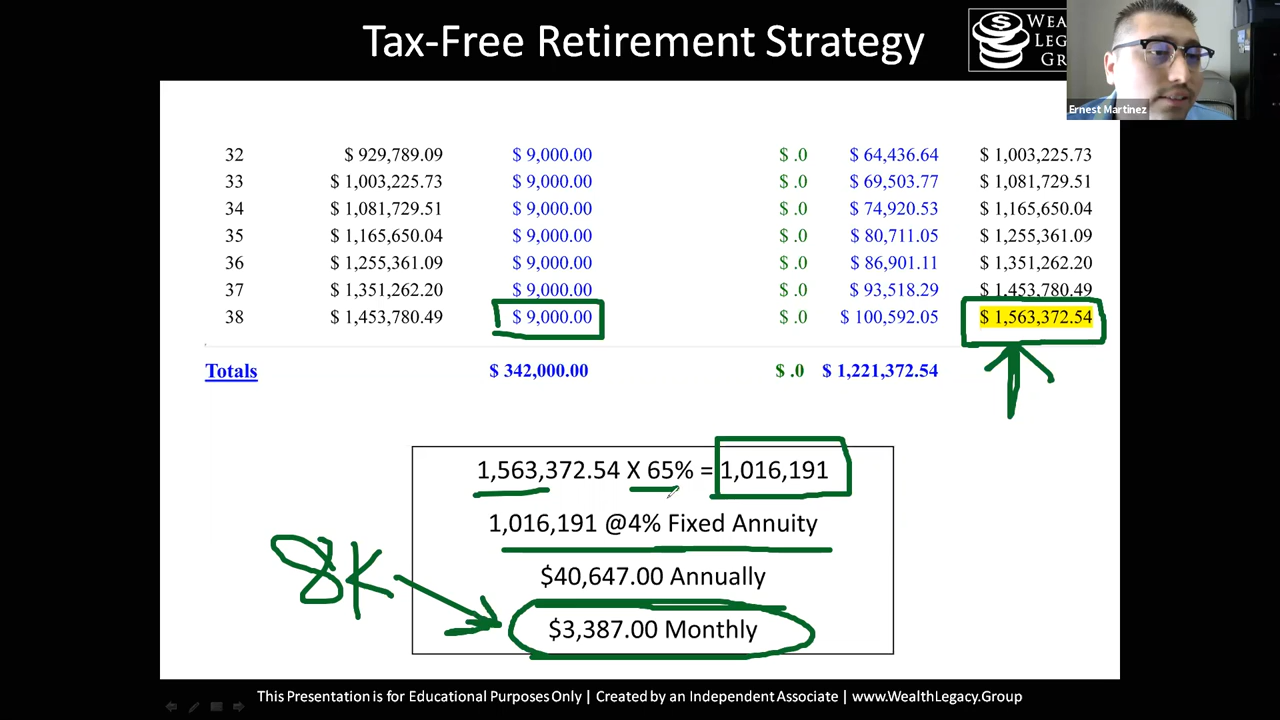 Tax-Free Retirement Strategy
WEA
LEG
GR
Ernest Martinez
32 $ 929,789.09 $ 9,000.00 $ .0 $ 64,436.64 $ 1,003,225.73
33 $ 1,003,225.73 $ 9,000.00 $ .0 $ 69,503.77 $ 1,081,729.51
34 $ 1,081,729.51 $ 9,000.00 $ .0 $ 74,920.53 $ 1,165,650.04
35 $ 1,165,650.04 $ 9,000.00 $ .0 $ 80,711.05 $ 1,255,361.09
36 $ 1,255,361.09 $ 9,000.00 $ .0 $ 86,901.11 $ 1,351,262.20
37 $ 1,351,262.20 $ 9,000.00 $ .0 $ 93,518.29 $ 1,453,780.49
38 $ 1,453,780.49 $ 9,000.00 $ .0 $ 100,592.05 $ 1,563,372.54
Totals $ 342,000.00 $ .0 $ 1,221,372.54
1,563,372.54 X 65% = 1,016,191
1,016,191 @4% Fixed Annuity
$40,647.00 Annually
8K
$3,387.00 Monthly
This Presentation is for Educational Purposes Only | Created by an Independent Associate | www.WealthLegacy.Group